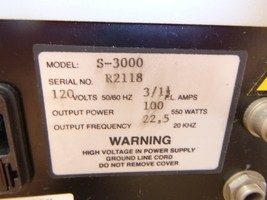 MODEL: S-3000
SERIAL NO. R2118
120 VOLTS 50/60 HZ 3/1½ F.L. AMPS
OUTPUT POWER 100 550 WATTS
OUTPUT FREQUENCY 22,5 20 KHZ
WARNING
HIGH VOLTAGE IN POWER SUPPLY
GROUND LINE CORD
DO NOT REMOVE COVER